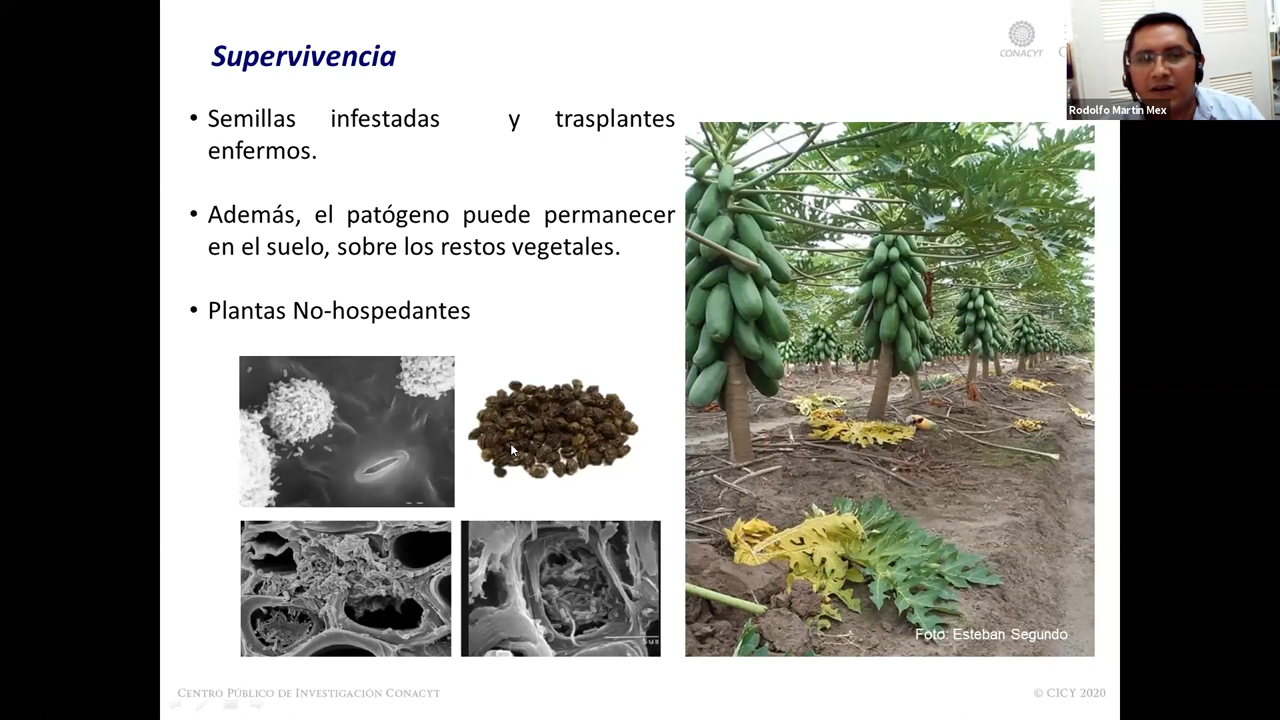 Supervivencia
CONACYT
Rodolfo Martin Mex
• Semillas infestadas y trasplantes
enfermos.
• Además, el patógeno puede permanecer
en el suelo, sobre los restos vegetales.
• Plantas No-hospedantes
Foto: Esteban Segundo
CENTRO PÚBLICO DE INVESTIGACIÓN CONACYT
© CICY 2020